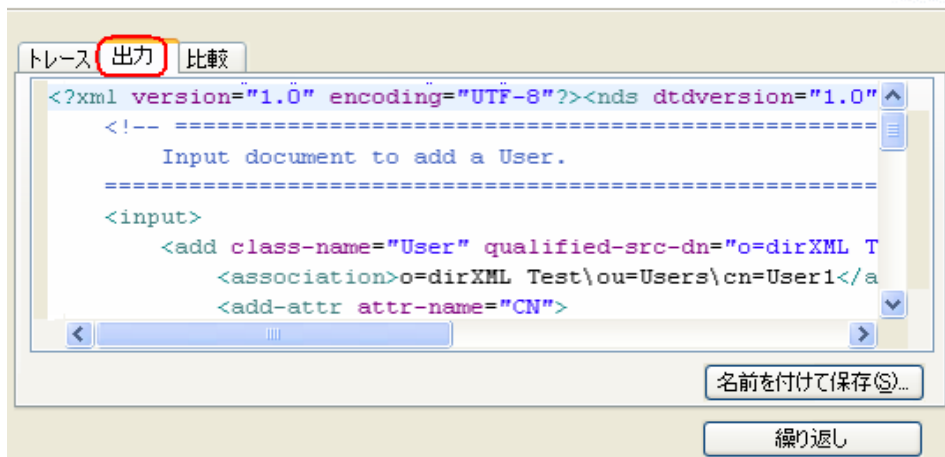 トレース 出力 比較
<?xml version="1.0" encoding="UTF-8"?><nds dtdversion="1.0"
<!-- ==================================================
Input document to add a User.
=======================================================
<input>
<add class-name="User" qualified-src-dn="o=dirXML T
<association>o=dirXML Test\ou=Users\cn=User1</a
<add-attr attr-name="CN">
名前を付けて保存(S)...
繰り返し